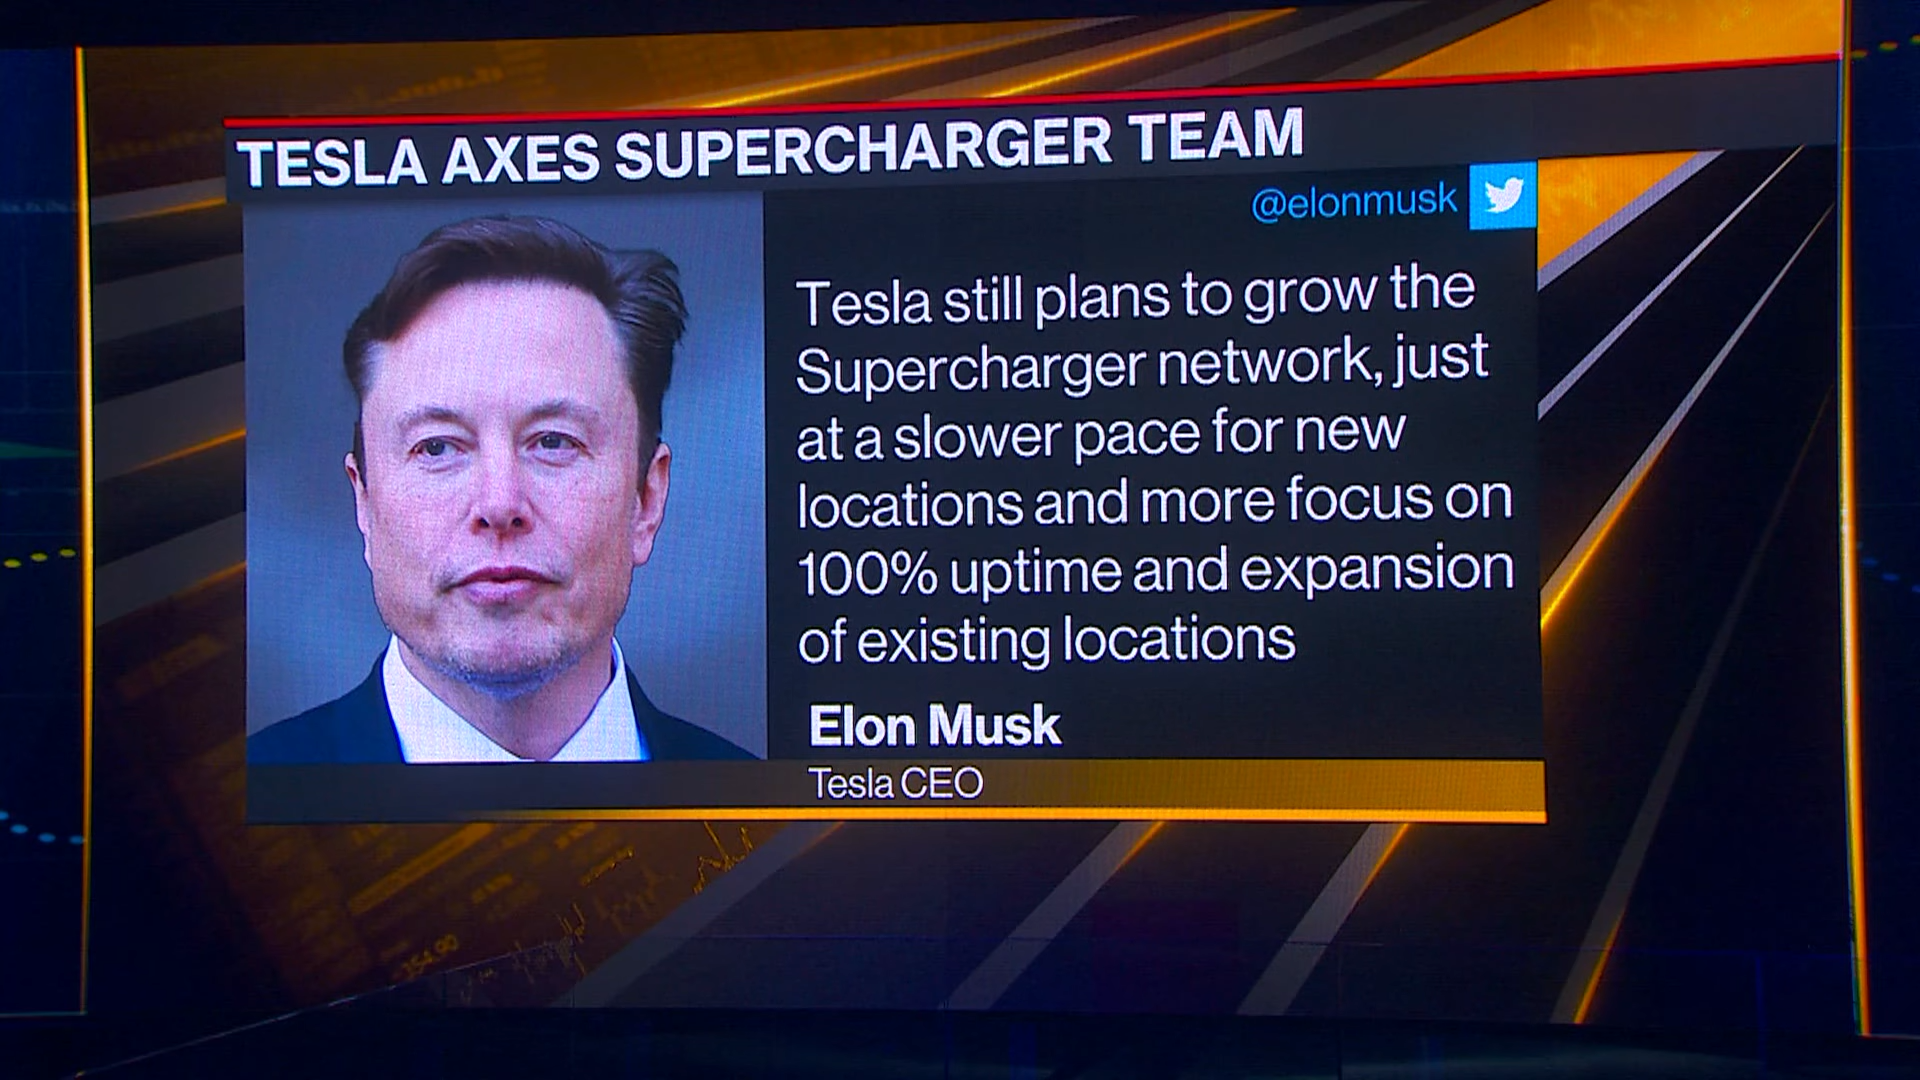 TESLA AXES SUPERCHARGER TEAM
@elonmusk
Tesla still plans to grow the
Supercharger network, just
at a slower pace for new
locations and more focus on
100% uptime and expansion
of existing locations
Elon Musk
Tesla CEO